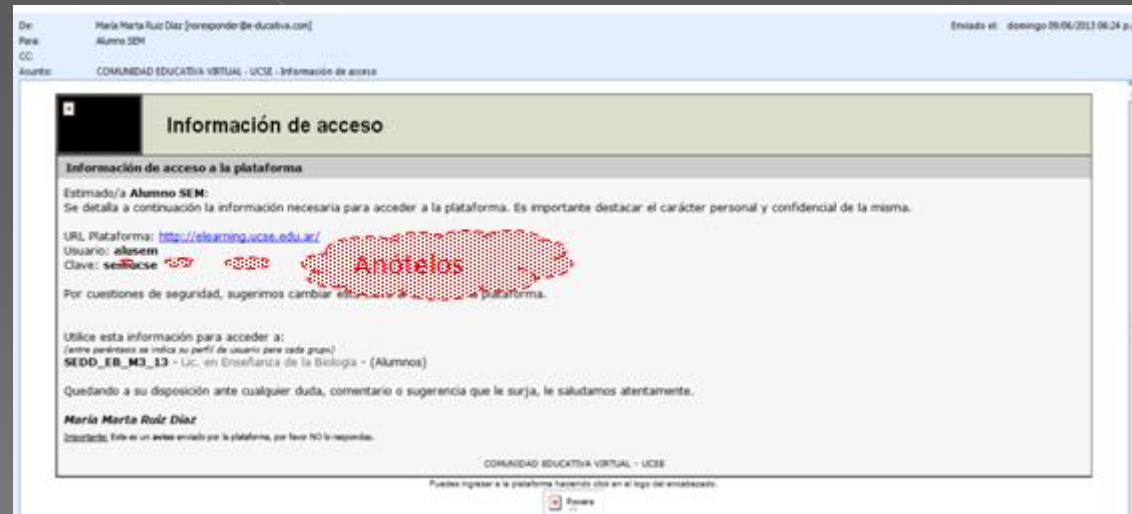 De: María Marta Ruiz Díaz [noresponder@e-ducativa.com] Enviado el: domingo 09/06/2013 06:24 p.
Para: Alumno SEM
CC:
Asunto: COMUNIDAD EDUCATIVA VIRTUAL - UCSE - Información de acceso
Información de acceso
Información de acceso a la plataforma
Estimado/a Alumno SEM:
Se detalla a continuación la información necesaria para acceder a la plataforma. Es importante destacar el carácter personal y confidencial de la misma.
URL Plataforma: http://elearning.ucse.edu.ar/
Usuario: alusem
Clave: semucse
Anótelos
Por cuestiones de seguridad, sugerimos cambiar plataforma.
Utilice esta información para acceder a:
(entre paréntesis se indica su perfil de usuario para cada grupo)
SEDD_EB_M3_13 - Lic. en Enseñanza de la Biología - (Alumnos)
Quedando a su disposición ante cualquier duda, comentario o sugerencia que le surja, le saludamos atentamente.
María Marta Ruiz Díaz
Importante: Este es un aviso enviado por la plataforma, por favor NO lo respondas.
COMUNIDAD EDUCATIVA VIRTUAL - UCSE
Puedes ingresar a la plataforma haciendo click en el logo del encabezado.